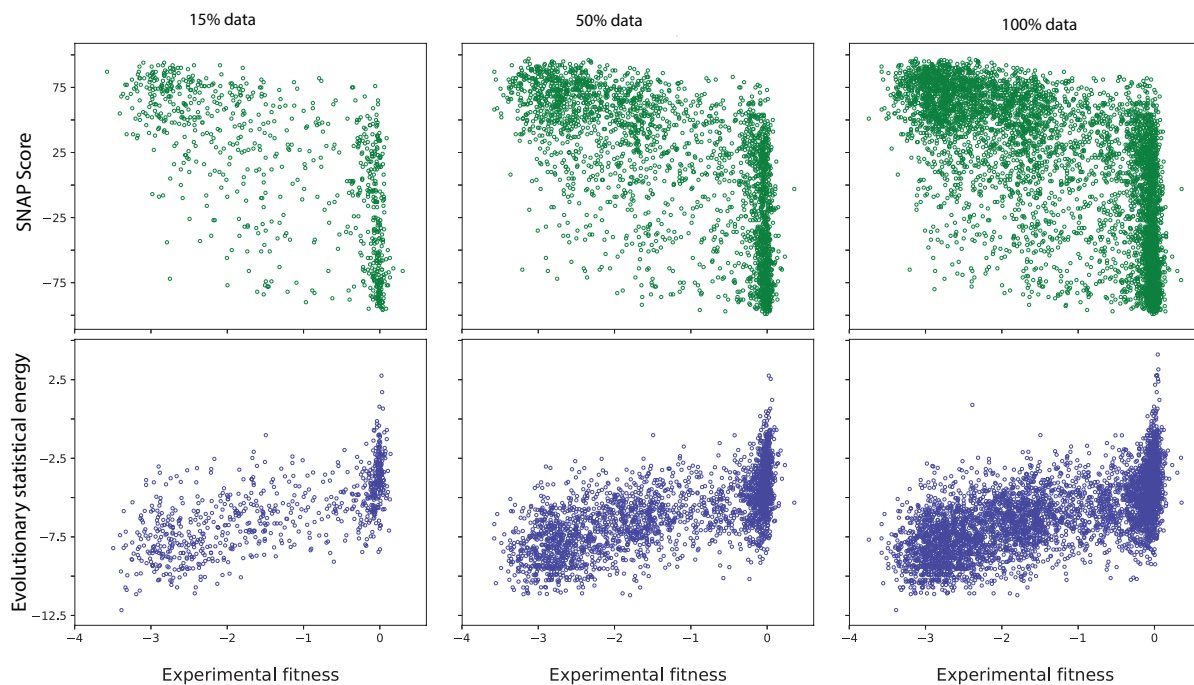 15% data 50% data 100% data
SNAP Score
75
25
−25
−75
Evolutionary statistical energy
2.5
−2.5
−7.5
−12.5
−4 −3 −2 −1 0 −4 −3 −2 −1 0 −4 −3 −2 −1 0
Experimental fitness Experimental fitness Experimental fitness